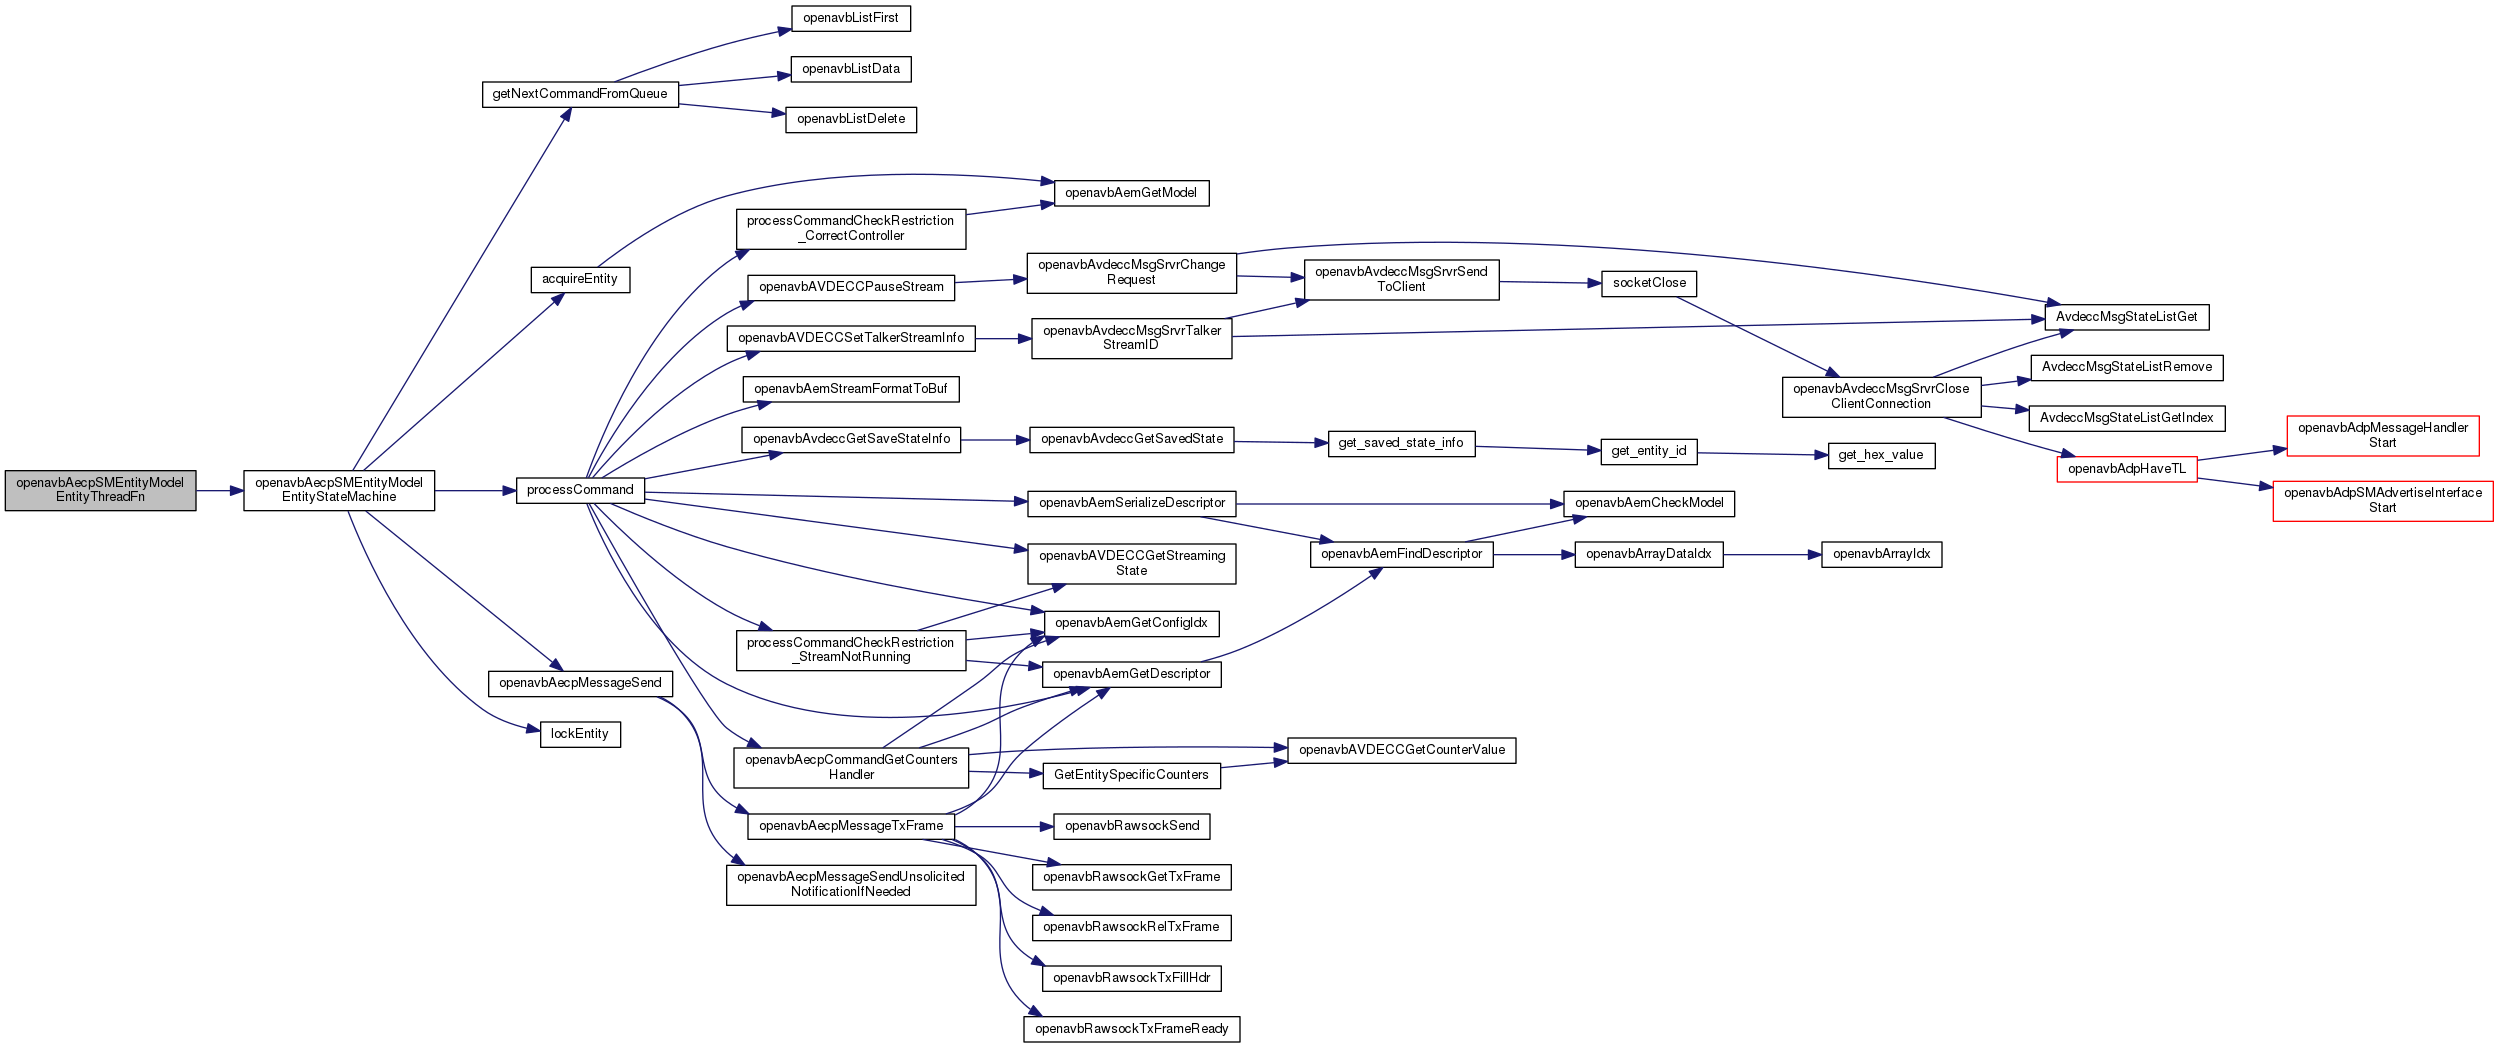 openavbListFirst
openavbListData
getNextCommandFromQueue
openavbListDelete
openavbAemGetModel
processCommandCheckRestriction
_CorrectController
acquireEntity
openavbAVDECCPauseStream
openavbAvdeccMsgSrvrChange
Request
openavbAvdeccMsgSrvrSend
ToClient
socketClose
AvdeccMsgStateListGet
openavbAVDECCSetTalkerStreamInfo
openavbAvdeccMsgSrvrTalker
StreamID
AvdeccMsgStateListRemove
openavbAemStreamFormatToBuf
openavbAvdeccMsgSrvrClose
ClientConnection
AvdeccMsgStateListGetIndex
openavbAvdeccGetSaveStateInfo
openavbAvdeccGetSavedState
get_saved_state_info
get_entity_id
get_hex_value
openavbAdpHaveTL
openavbAdpMessageHandler
Start
openavbAdpSMAdvertiseInterface
Start
openavbAecpSMEntityModel
EntityThreadFn
openavbAecpSMEntityModel
EntityStateMachine
processCommand
openavbAemSerializeDescriptor
openavbAemCheckModel
openavbAVDECCGetStreaming
State
openavbAemFindDescriptor
openavbArrayDataIdx
openavbArrayIdx
openavbAemGetConfigIdx
processCommandCheckRestriction
_StreamNotRunning
openavbAemGetDescriptor
openavbAecpMessageSend
lockEntity
openavbAecpCommandGetCounters
Handler
openavbAVDECCGetCounterValue
GetEntitySpecificCounters
openavbAecpMessageTxFrame
openavbRawsockSend
openavbRawsockGetTxFrame
openavbAecpMessageSendUnsolicited
NotificationIfNeeded
openavbRawsockRelTxFrame
openavbRawsockTxFillHdr
openavbRawsockTxFrameReady